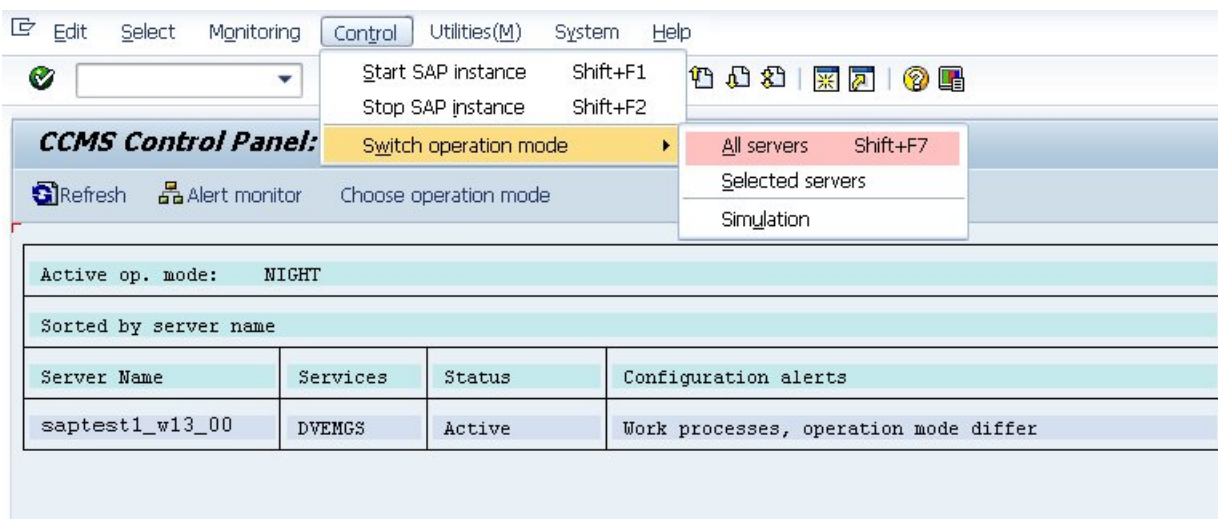 Edit Select Monitoring Control Utilities(M) System Help
Start SAP instance Shift+F1
Stop SAP instance Shift+F2
CCMS Control Panel: Switch operation mode All servers Shift+F7
Refresh Alert monitor Choose operation mode Selected servers
Simulation
Active op. mode: NIGHT
Sorted by server name
Server Name Services Status Configuration alerts
saptest1_w13_00 DVEMGS Active Work processes, operation mode differ